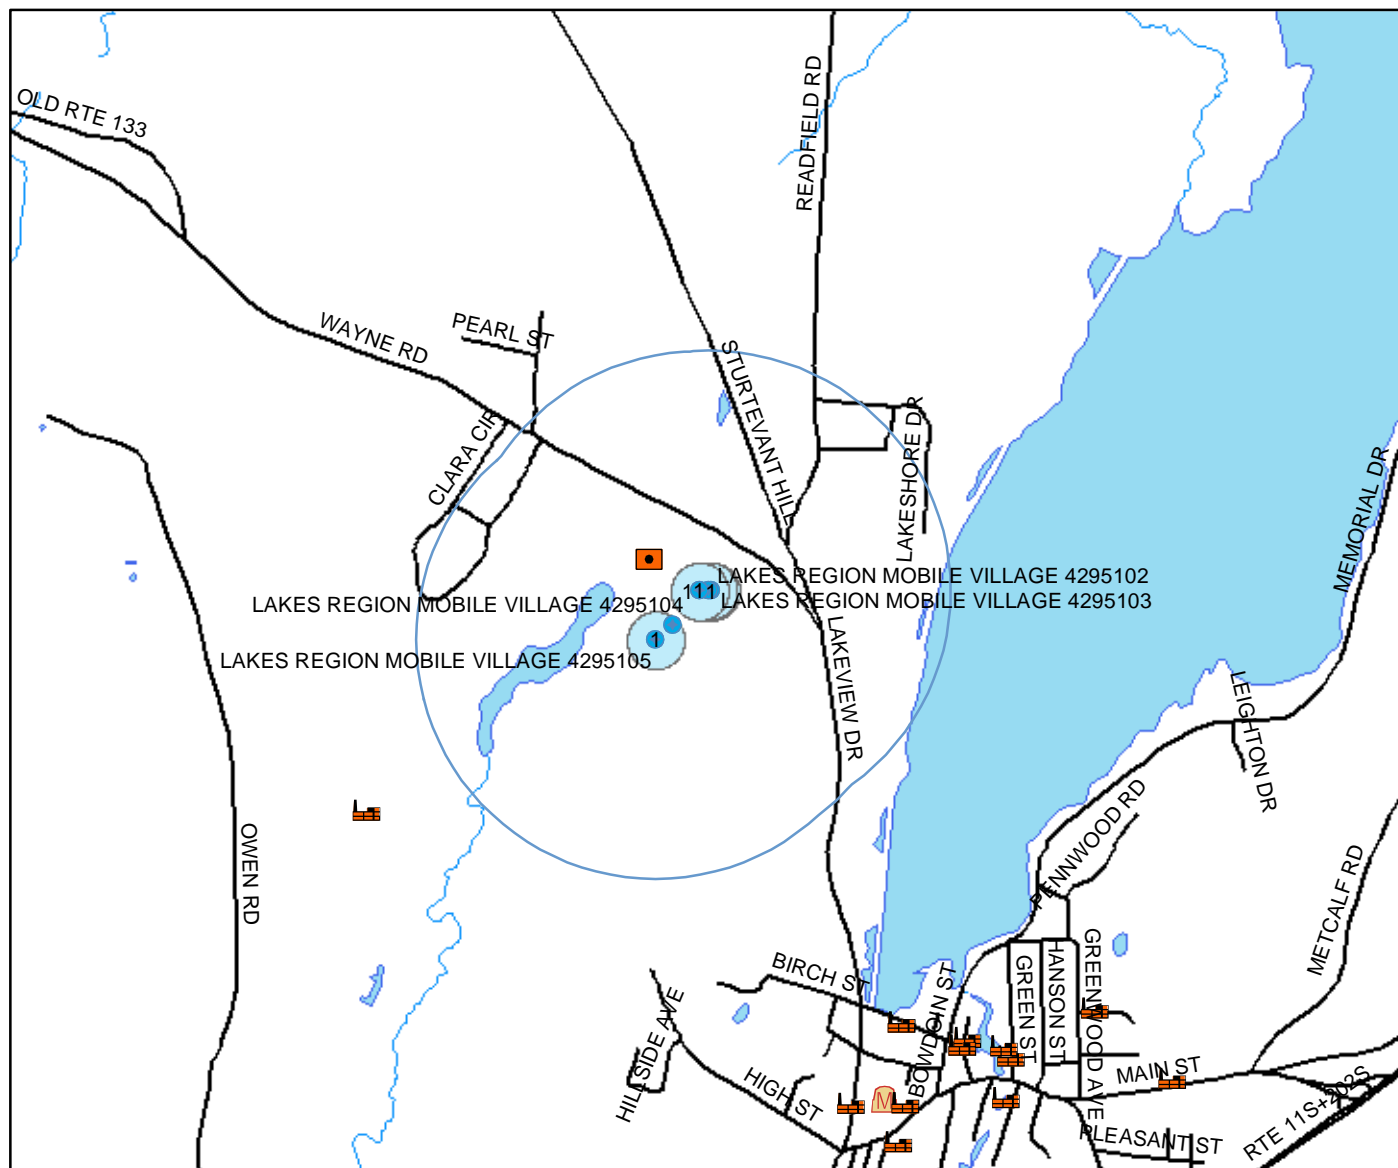 OLD RTE 133
READFIELD RD
WAYNE RD
PEARL ST
STURTEVANT HILL
CLARA CIR
LAKESHORE DR
MEMORIAL DR
LAKES REGION MOBILE VILLAGE 4295102
111
LAKES REGION MOBILE VILLAGE 4295103
LAKES REGION MOBILE VILLAGE 4295104
1
LAKES REGION MOBILE VILLAGE 4295105
LAKEVIEW DR
LEIGHTON DR
OWEN RD
PENNWOOD RD
METCALF RD
BIRCH ST
BOWDOIN ST
GREEN ST
HANSON ST
GREENWOOD AVE
HILLSIDE AVE
HIGH ST
M
MAIN ST
PLEASANT ST
RTE 11S+202S